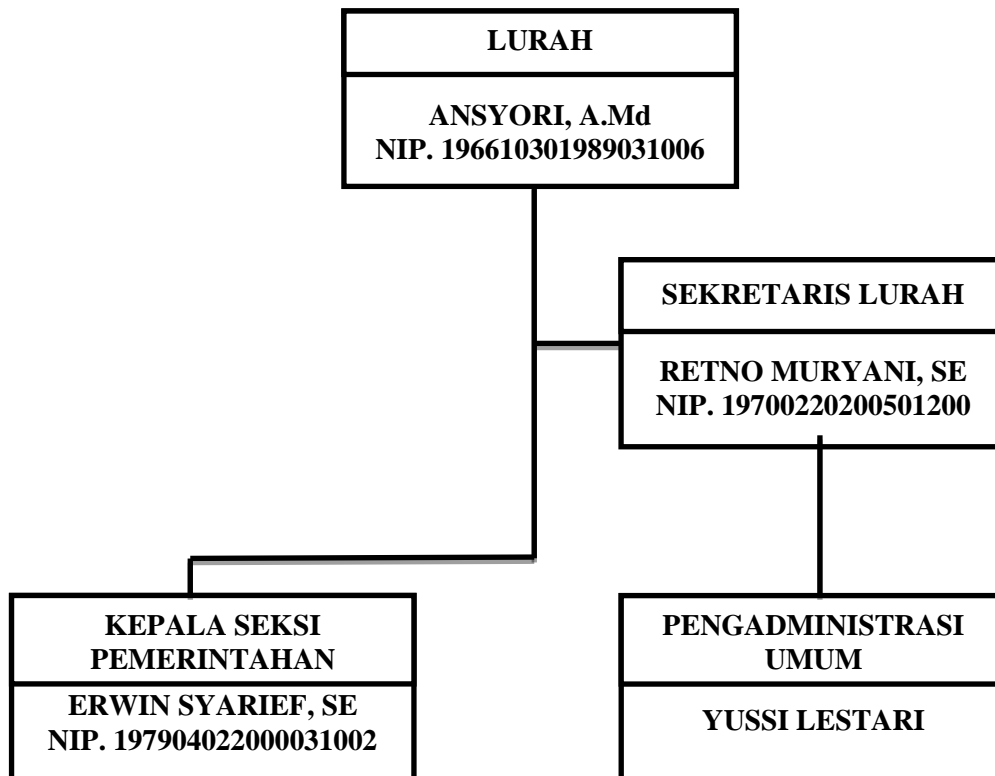 LURAH
ANSYORI, A.Md
NIP. 196610301989031006
SEKRETARIS LURAH
RETNO MURYANI, SE
NIP. 19700220200501200
KEPALA SEKSI
PEMERINTAHAN
ERWIN SYARIEF, SE
NIP. 197904022000031002
PENGADMINISTRASI
UMUM
YUSSI LESTARI